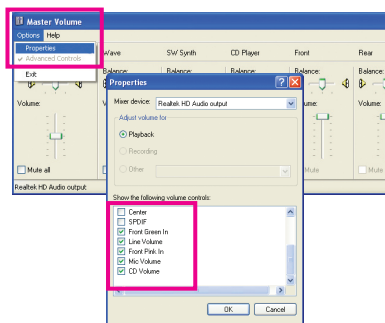 Master Volume
Options Help
Properties
Advanced Controls
Exit
Wave SW Synth CD Player Front Rear
Balance: Balance: Balance: Balance: Balance:
Volume:
Volume:
Mute all
Mute
Mute
Realtek HD Audio output
Properties
Mixer device: Realtek HD Audio output
Adjust volume for
Playback
Recording
Other
Show the following volume controls:
Center
SPDIF
Front Green In
Line Volume
Front Pink In
Mic Volume
CD Volume
OK Cancel